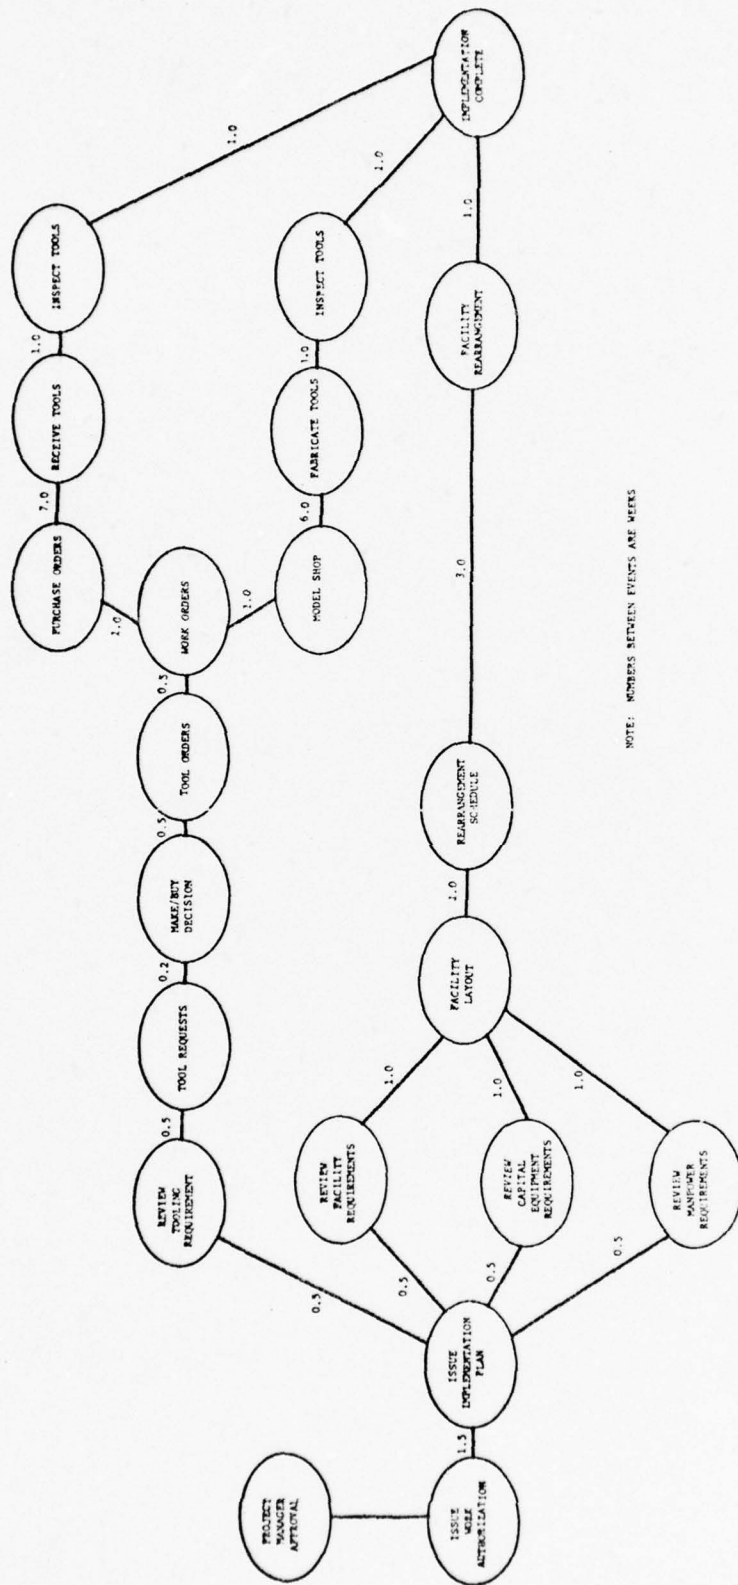 PROJECT
MANAGER
APPROVAL
ISSUE
WORK
AUTHORIZATION
1.5
ISSUE
IMPLEMENTATION
PLAN
0.5
0.5
0.5
0.5
REVIEW
TOOLING
REQUIREMENT
REVIEW
FACILITY
REQUIREMENTS
REVIEW
CAPITAL
EQUIPMENT
REQUIREMENTS
REVIEW
MANPOWER
REQUIREMENTS
0.5
TOOL REQUESTS
0.2
MAKE/BUY
DECISION
0.5
TOOL ORDERS
0.5
WORK ORDERS
1.0
1.0
PURCHASE ORDERS
7.0
RECEIVE TOOLS
1.0
INSPECT TOOLS
1.0
MODEL SHOP
6.0
FABRICATE TOOLS
1.0
INSPECT TOOLS
1.0
1.0
1.0
1.0
FACILITY
LAYOUT
1.0
REARRANGEMENT
SCHEDULE
3.0
FACILITY
REARRANGEMENT
1.0
IMPLEMENTATION
COMPLETE
NOTE: NUMBERS BETWEEN EVENTS ARE WEEKS